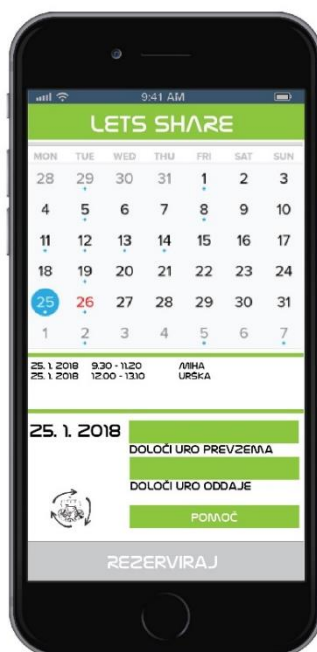 9:41 AM
LETS SHARE
MON TUE WED THU FRI SAT SUN
28 29 30 31 1 2 3
4 5 6 7 8 9 10
11 12 13 14 15 16 17
18 19 20 21 22 23 24
25 26 27 28 29 30 31
1 2 3 4 5 6 7
25. 1. 2018 9.30 - 11.20 MIHA
25. 1. 2018 12.00 - 13.10 URŠKA
25. 1. 2018
DOLOČI URO PREVZEMA
DOLOČI URO ODDAJE
POMOČ
REZERVIRAJ